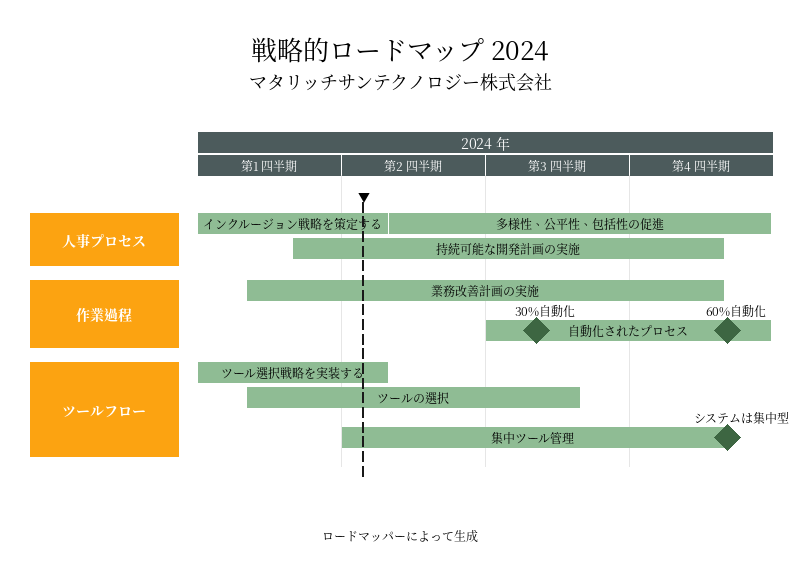 戦略的ロードマップ 2024
マタリッチサンテクノロジー株式会社
2024 年
第1 四半期
第2 四半期
第3 四半期
第4 四半期
人事プロセス
インクルージョン戦略を策定する
多様性、公平性、包括性の促進
持続可能な開発計画の実施
作業過程
業務改善計画の実施
30%自動化
60%自動化
自動化されたプロセス
ツールフロー
ツール選択戦略を実装する
ツールの選択
システムは集中型
集中ツール管理
ロードマッパーによって生成